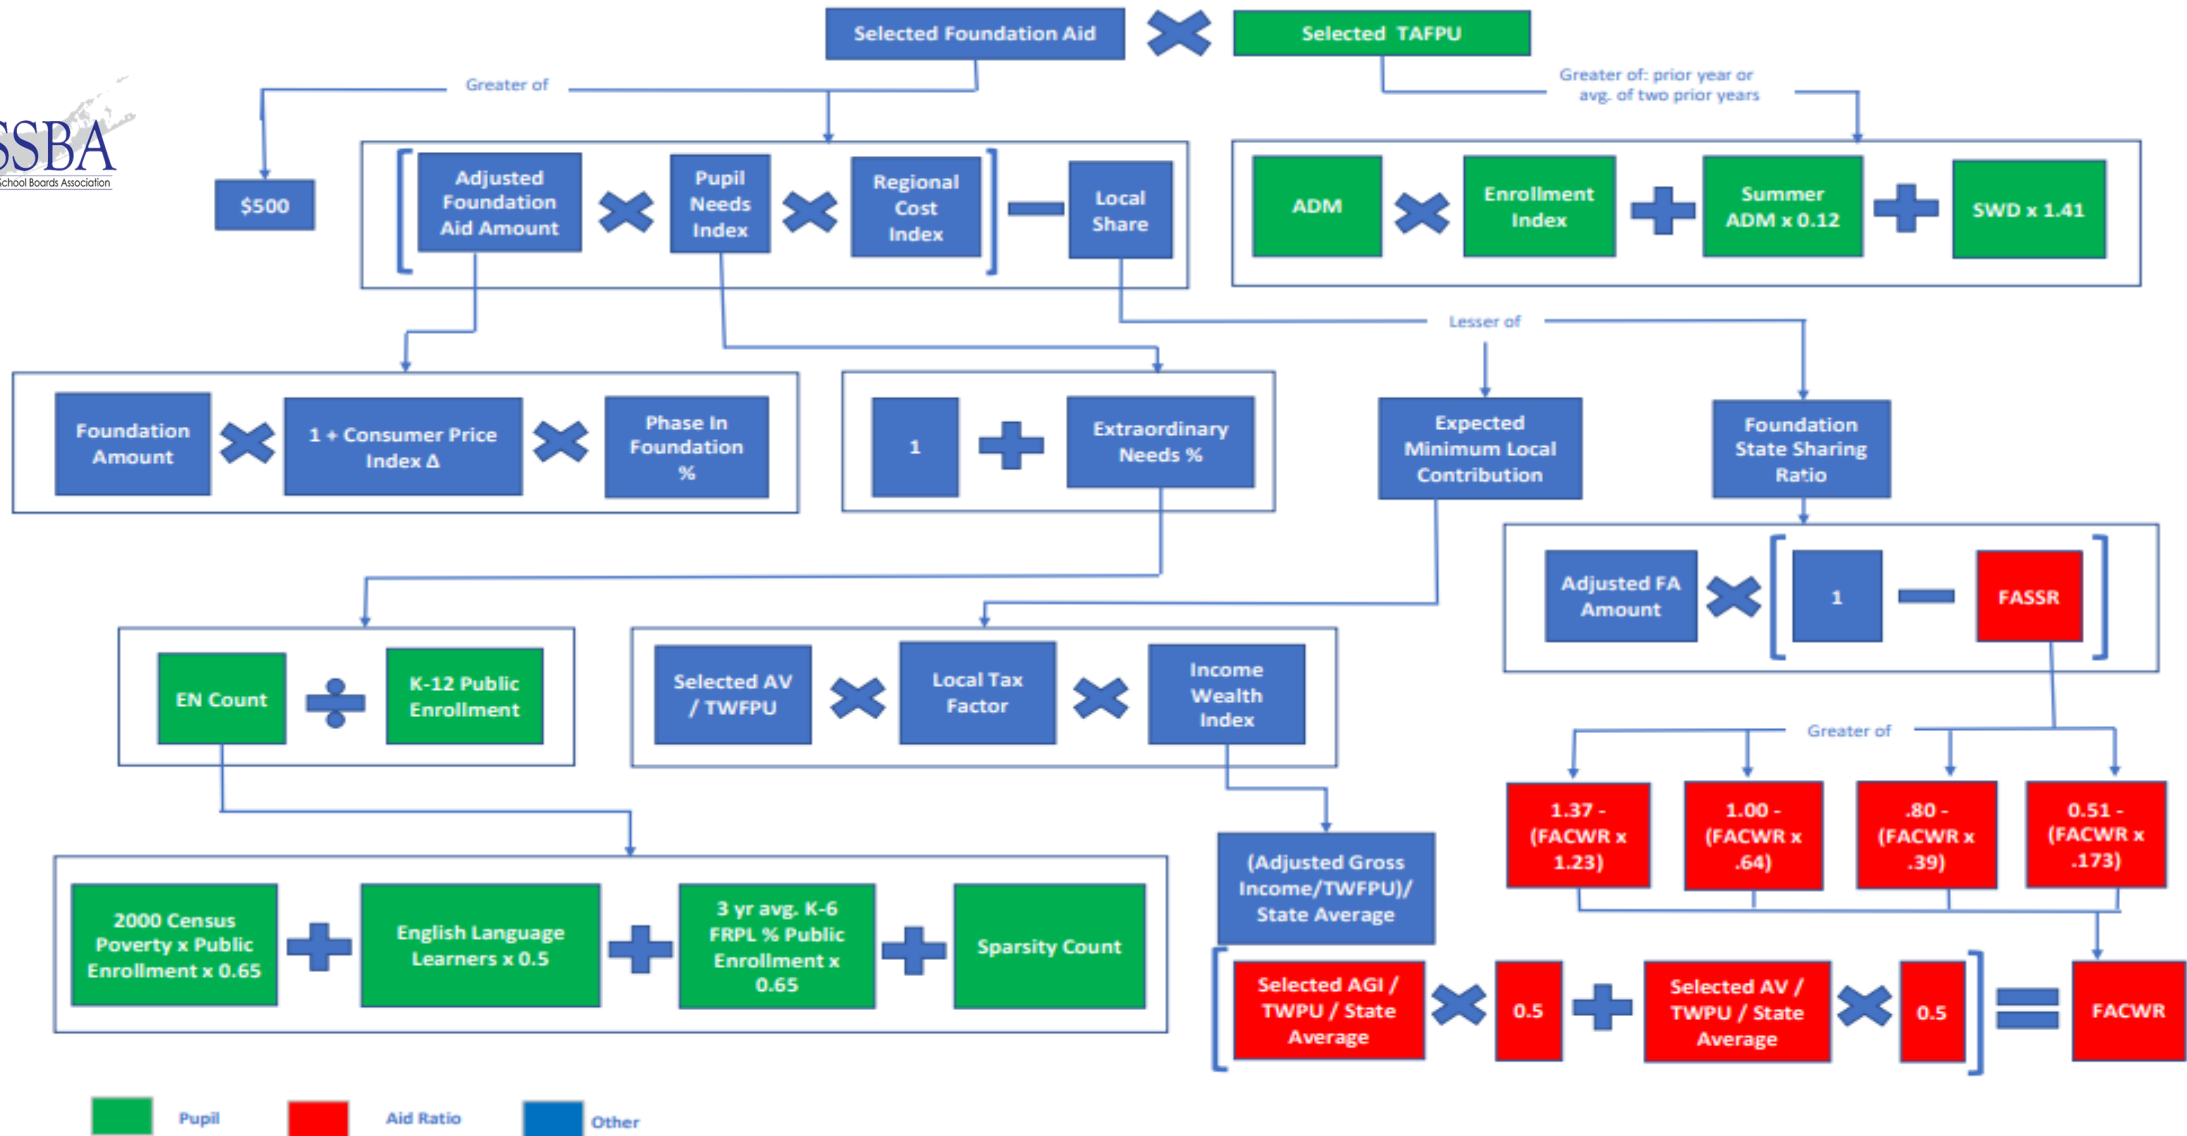 Selected Foundation Aid
Selected TAFPU
Greater of
Greater of: prior year or
avg. of two prior years
SSBA
School Boards Association
$500
Adjusted
Foundation
Aid Amount
Pupil
Needs
Index
Regional
Cost
Index
Local
Share
ADM
Enrollment
Index
Summer
ADM x 0.12
SWD x 1.41
Lesser of
Foundation
Amount
1 + Consumer Price
Index Δ
Phase In
Foundation
%
1
Extraordinary
Needs %
Expected
Minimum Local
Contribution
Foundation
State Sharing
Ratio
Adjusted FA
Amount
1
FASSR
EN Count
K-12 Public
Enrollment
Selected AV
/ TWFPU
Local Tax
Factor
Income
Wealth
Index
Greater of
1.37 -
(FACWR x
1.23)
1.00 -
(FACWR x
.64)
.80 -
(FACWR x
.39)
0.51 -
(FACWR x
.173)
(Adjusted Gross
Income/TWFPU)/
State Average
2000 Census
Poverty x Public
Enrollment x 0.65
English Language
Learners x 0.5
3 yr avg. K-6
FRPL % Public
Enrollment x
0.65
Sparsity Count
Selected AGI /
TWPU / State
Average
0.5
Selected AV /
TWPU / State
Average
0.5
FACWR
Pupil
Aid Ratio
Other